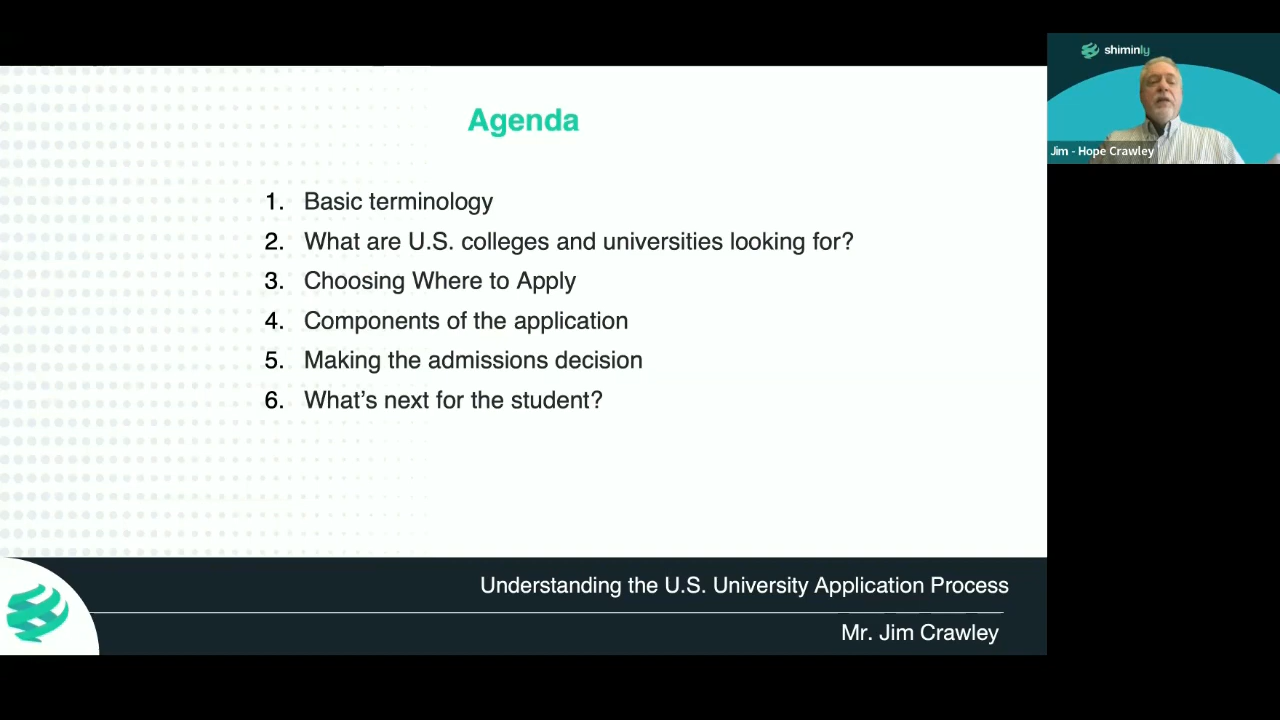 Agenda
1. Basic terminology
2. What are U.S. colleges and universities looking for?
3. Choosing Where to Apply
4. Components of the application
5. Making the admissions decision
6. What's next for the student?
Understanding the U.S. University Application Process
Mr. Jim Crawley
shiminly
Jim - Hope Crawley